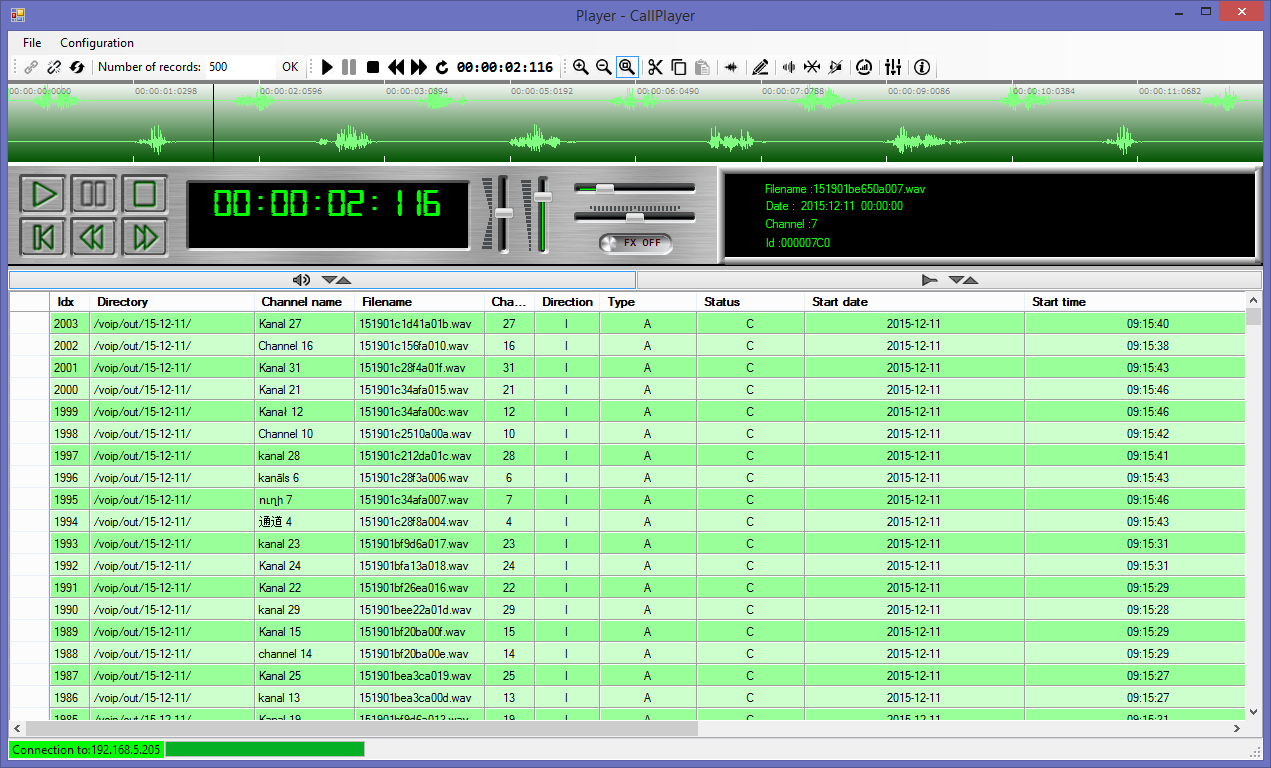 Player - CallPlayer
File Configuration
Number of records: 500 OK 00:00:02:116
00:00:00:0000 00:00:01:0298 00:00:02:0596 00:00:03:0894 00:00:05:0192 00:00:06:0490 00:00:07:0788 00:00:09:0086 00:00:10:0384 00:00:11:0682
00:00:02:116
FX OFF
Filename :151901be650a007.wav
Date : 2015:12:11 00:00:00
Channel :7
Id :000007C0
Idx Directory Channel name Filename Cha... Direction Type Status Start date Start time
2003 /voip/out/15-12-11/ Kanal 27 151901c1d41a01b.wav 27 I A C 2015-12-11 09:15:40
2002 /voip/out/15-12-11/ Channel 16 151901c156fa010.wav 16 I A C 2015-12-11 09:15:38
2001 /voip/out/15-12-11/ Kanal 31 151901c28f4a01f.wav 31 I A C 2015-12-11 09:15:43
2000 /voip/out/15-12-11/ Kanal 21 151901c34afa015.wav 21 I A C 2015-12-11 09:15:46
1999 /voip/out/15-12-11/ Kanał 12 151901c34afa00c.wav 12 I A C 2015-12-11 09:15:46
1998 /voip/out/15-12-11/ Channel 10 151901c2510a00a.wav 10 I A C 2015-12-11 09:15:42
1997 /voip/out/15-12-11/ kanal 28 151901c212da01c.wav 28 I A C 2015-12-11 09:15:41
1996 /voip/out/15-12-11/ kanāls 6 151901c28f3a006.wav 6 I A C 2015-12-11 09:15:43
1995 /voip/out/15-12-11/ ուղի 7 151901c34afa007.wav 7 I A C 2015-12-11 09:15:46
1994 /voip/out/15-12-11/ 通道 4 151901c28f8a004.wav 4 I A C 2015-12-11 09:15:43
1993 /voip/out/15-12-11/ kanal 23 151901bf9d6a017.wav 23 I A C 2015-12-11 09:15:31
1992 /voip/out/15-12-11/ Kanal 24 151901bfa13a018.wav 24 I A C 2015-12-11 09:15:31
1991 /voip/out/15-12-11/ Kanal 22 151901bf26ea016.wav 22 I A C 2015-12-11 09:15:29
1990 /voip/out/15-12-11/ kanal 29 151901bee22a01d.wav 29 I A C 2015-12-11 09:15:28
1989 /voip/out/15-12-11/ Kanal 15 151901bf20ba00f.wav 15 I A C 2015-12-11 09:15:29
1988 /voip/out/15-12-11/ channel 14 151901bf20ba00e.wav 14 I A C 2015-12-11 09:15:29
1987 /voip/out/15-12-11/ Kanal 25 151901bea3ca019.wav 25 I A C 2015-12-11 09:15:27
1986 /voip/out/15-12-11/ kanal 13 151901bea3ca00d.wav 13 I A C 2015-12-11 09:15:27
1985 /voip/out/15-12-11/ Kanal 19 151901bf9d6a013.wav 19 I A C 2015-12-11 09:15:31
Connection to:192.168.5.205